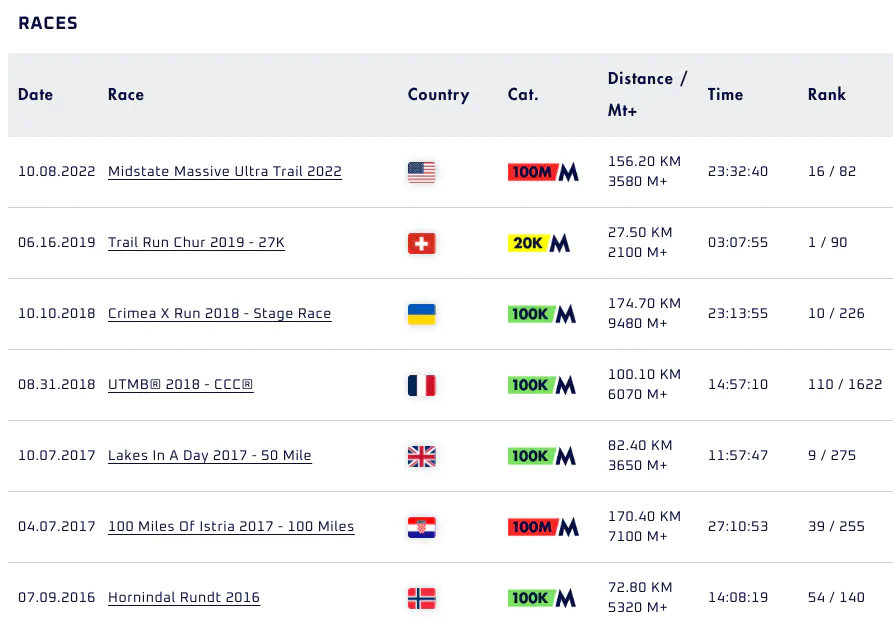 RACES
Date Race Country Cat. Distance / Mt+ Time Rank
10.08.2022 Midstate Massive Ultra Trail 2022 100M M 156.20 KM 23:32:40 16 / 82
3580 M+
06.16.2019 Trail Run Chur 2019 - 27K 20K M 27.50 KM 03:07:55 1 / 90
2100 M+
10.10.2018 Crimea X Run 2018 - Stage Race 100K M 174.70 KM 23:13:55 10 / 226
9480 M+
08.31.2018 UTMB® 2018 - CCC® 100K M 100.10 KM 14:57:10 110 / 1622
6070 M+
10.07.2017 Lakes In A Day 2017 - 50 Mile 100K M 82.40 KM 11:57:47 9 / 275
3650 M+
04.07.2017 100 Miles Of Istria 2017 - 100 Miles 100M M 170.40 KM 27:10:53 39 / 255
7100 M+
07.09.2016 Hornindal Rundt 2016 100K M 72.80 KM 14:08:19 54 / 140
5320 M+